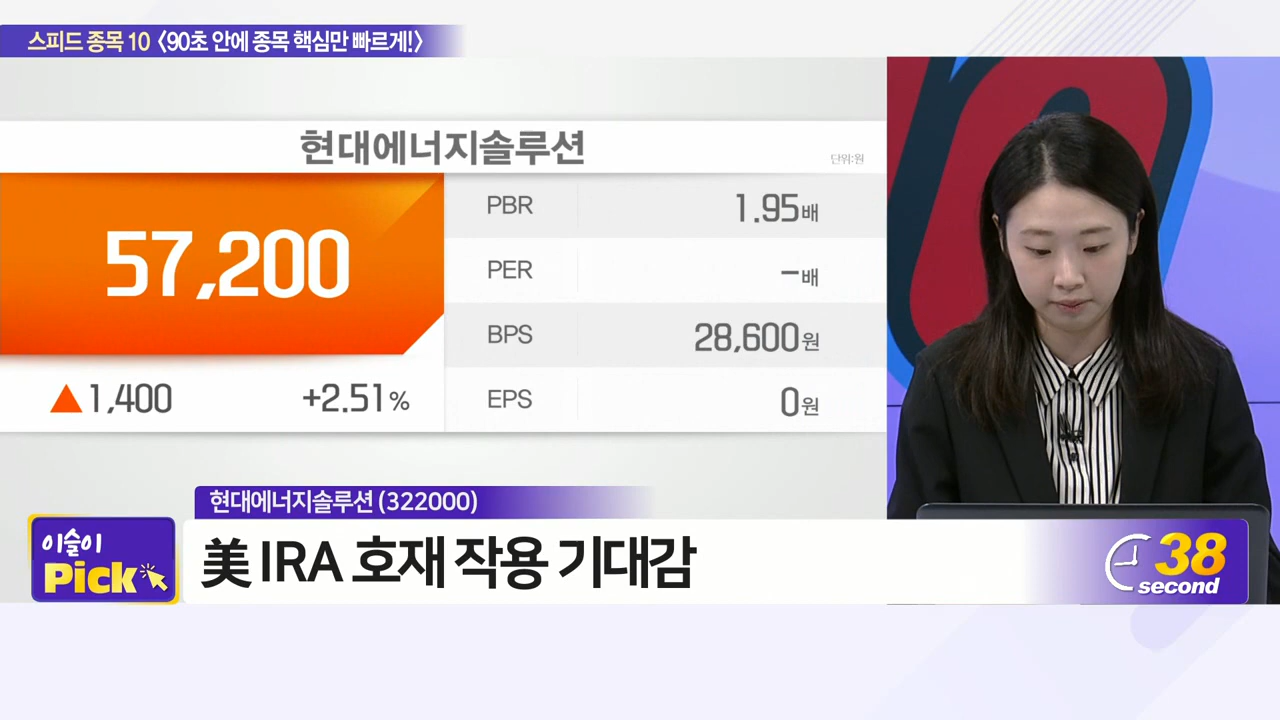 스피드 종목 10 〈90초 안에 종목 핵심만 빠르게!〉
현대에너지솔루션
단위:원
57,200
▲1,400 +2.51%
PBR 1.95배
PER –배
BPS 28,600원
EPS 0원
현대에너지솔루션 (322000)
이슬이
Pick
美 IRA 호재 작용 기대감
38
second